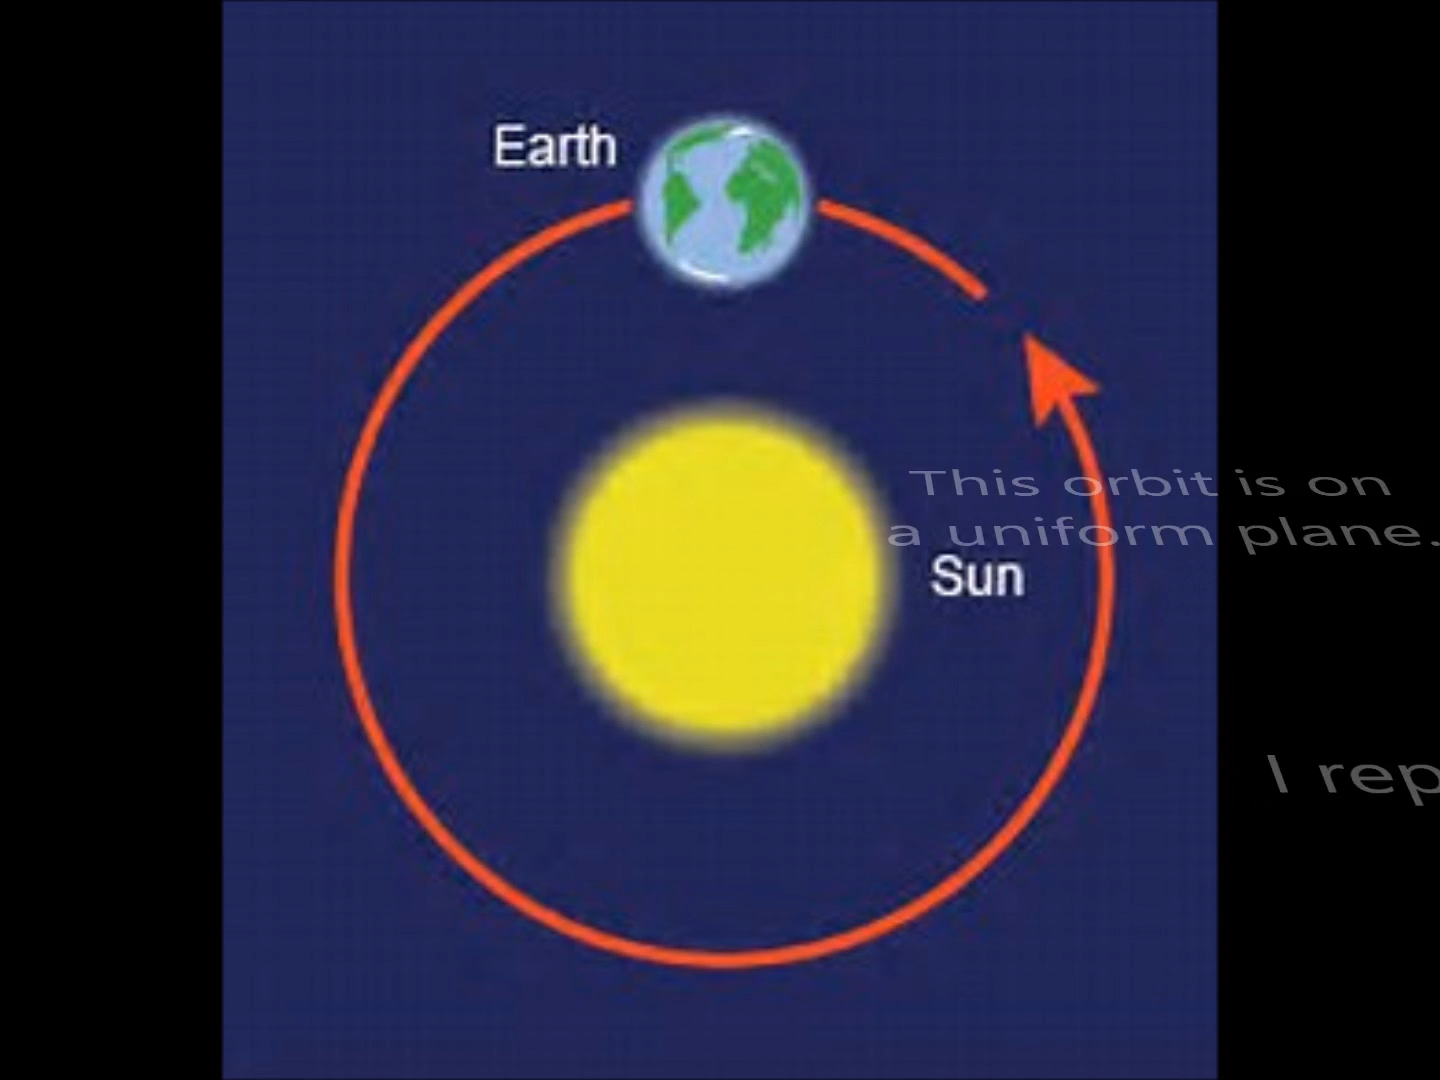 Earth
This orbit is on
a uniform plane.
Sun
I